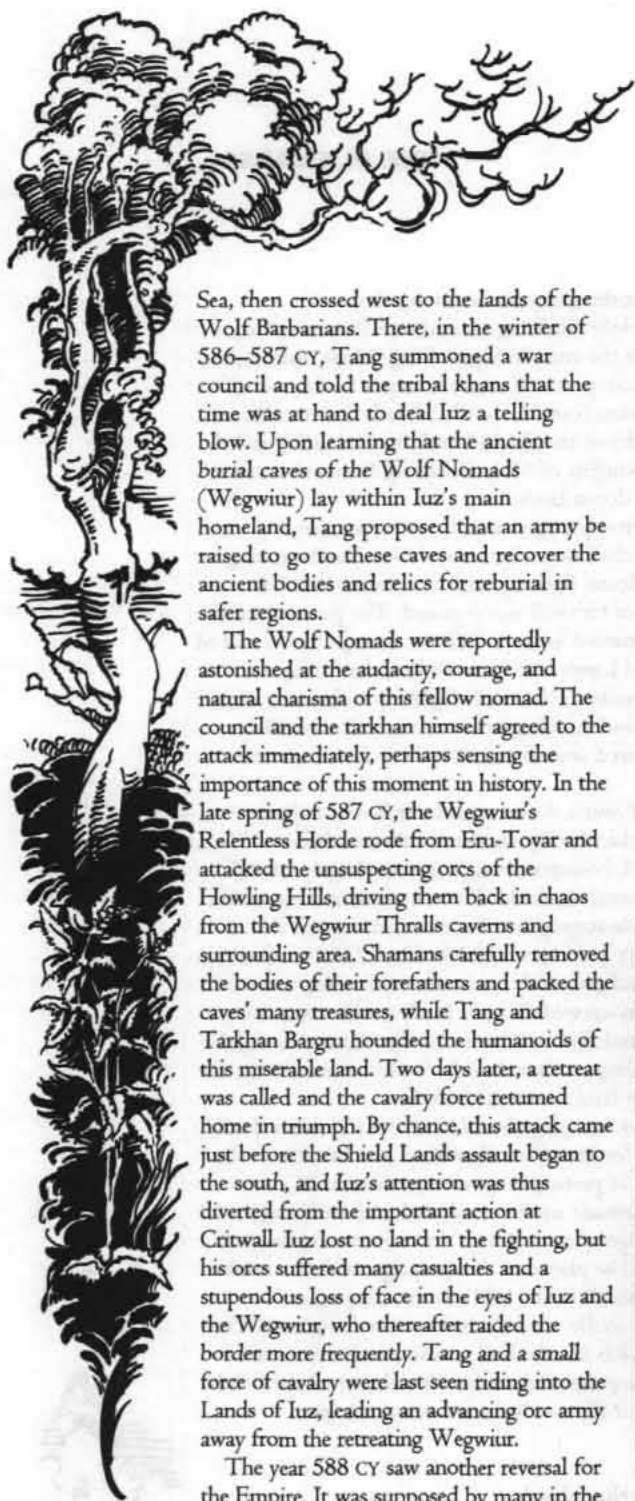 Sea, then crossed west to the lands of the
Wolf Barbarians. There, in the winter of
586–587 CY, Tang summoned a war
council and told the tribal khans that the
time was at hand to deal Iuz a telling
blow. Upon learning that the ancient
burial caves of the Wolf Nomads
(Wegwiur) lay within Iuz's main
homeland, Tang proposed that an army be
raised to go to these caves and recover the
ancient bodies and relics for reburial in
safer regions.
The Wolf Nomads were reportedly
astonished at the audacity, courage, and
natural charisma of this fellow nomad. The
council and the tarkhan himself agreed to the
attack immediately, perhaps sensing the
importance of this moment in history. In the
late spring of 587 CY, the Wegwiur's
Relentless Horde rode from Eru-Tovar and
attacked the unsuspecting orcs of the
Howling Hills, driving them back in chaos
from the Wegwiur Thralls caverns and
surrounding area. Shamans carefully removed
the bodies of their forefathers and packed the
caves' many treasures, while Tang and
Tarkhan Bargru hounded the humanoids of
this miserable land. Two days later, a retreat
was called and the cavalry force returned
home in triumph. By chance, this attack came
just before the Shield Lands assault began to
the south, and Iuz's attention was thus
diverted from the important action at
Critwall. Iuz lost no land in the fighting, but
his orcs suffered many casualties and a
stupendous loss of face in the eyes of Iuz and
the Wegwiur, who thereafter raided the
border more frequently. Tang and a small
force of cavalry were last seen riding into the
Lands of Iuz, leading an advancing orc army
away from the retreating Wegwiur.
The year 588 CY saw another reversal for
the Empire. It was supposed by many in the